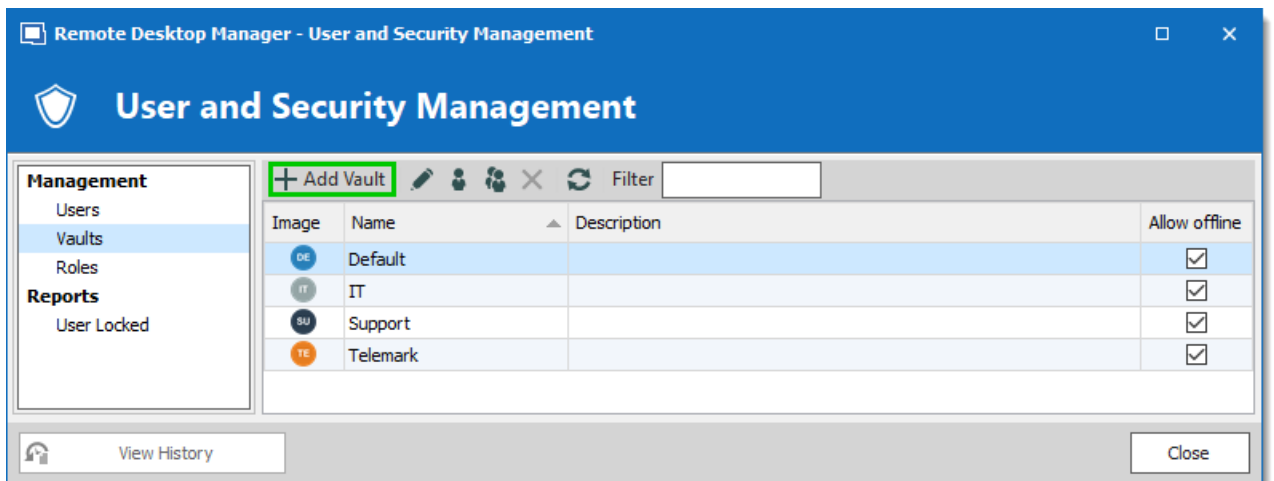 Remote Desktop Manager - User and Security Management
User and Security Management
Management
Users
Vaults
Roles
Reports
User Locked
Add Vault Filter
Image Name Description Allow offline
DE Default
IT IT
SU Support
TE Telemark
View History
Close